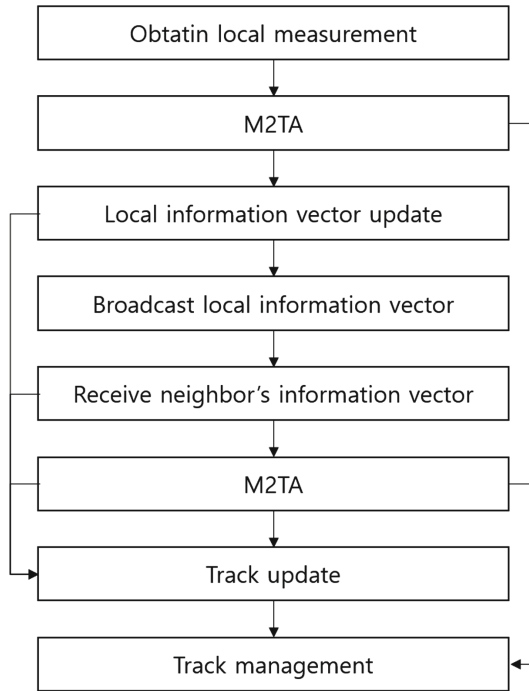 Obtatin local measurement
M2TA
Local information vector update
Broadcast local information vector
Receive neighbor's information vector
M2TA
Track update
Track management